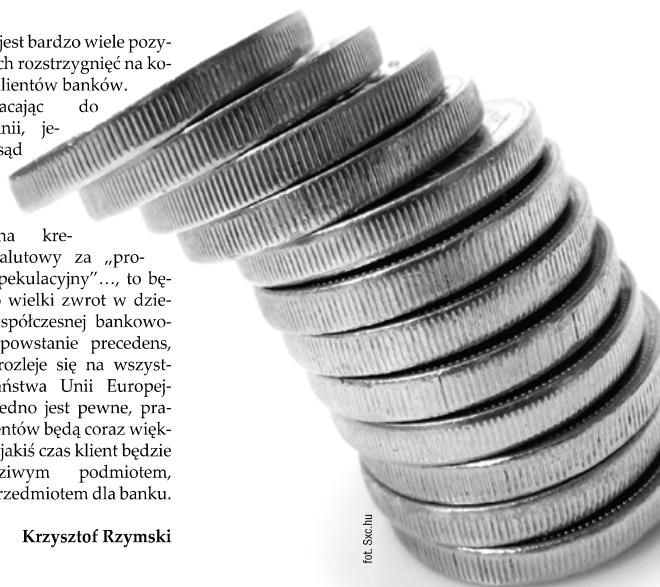 jest bardzo wiele pozy-
ch rozstrzygnięć na ko-
lientów banków.
acając do
nii, je-
sąd
na kre-
alutowy za „pro-
pekulacyjny”…, to bę-
wielki zwrot w dzie-
spółczesnej bankowo-
powstanie precedens,
rozleje się na wszyst-
aństwa Unii Europej-
edno jest pewne, pra-
entów będą coraz więk-
jakiś czas klient będzie
ziwym podmiotem,
rzedmiotem dla banku.
Krzysztof Rzymski
fot. Sxc.hu